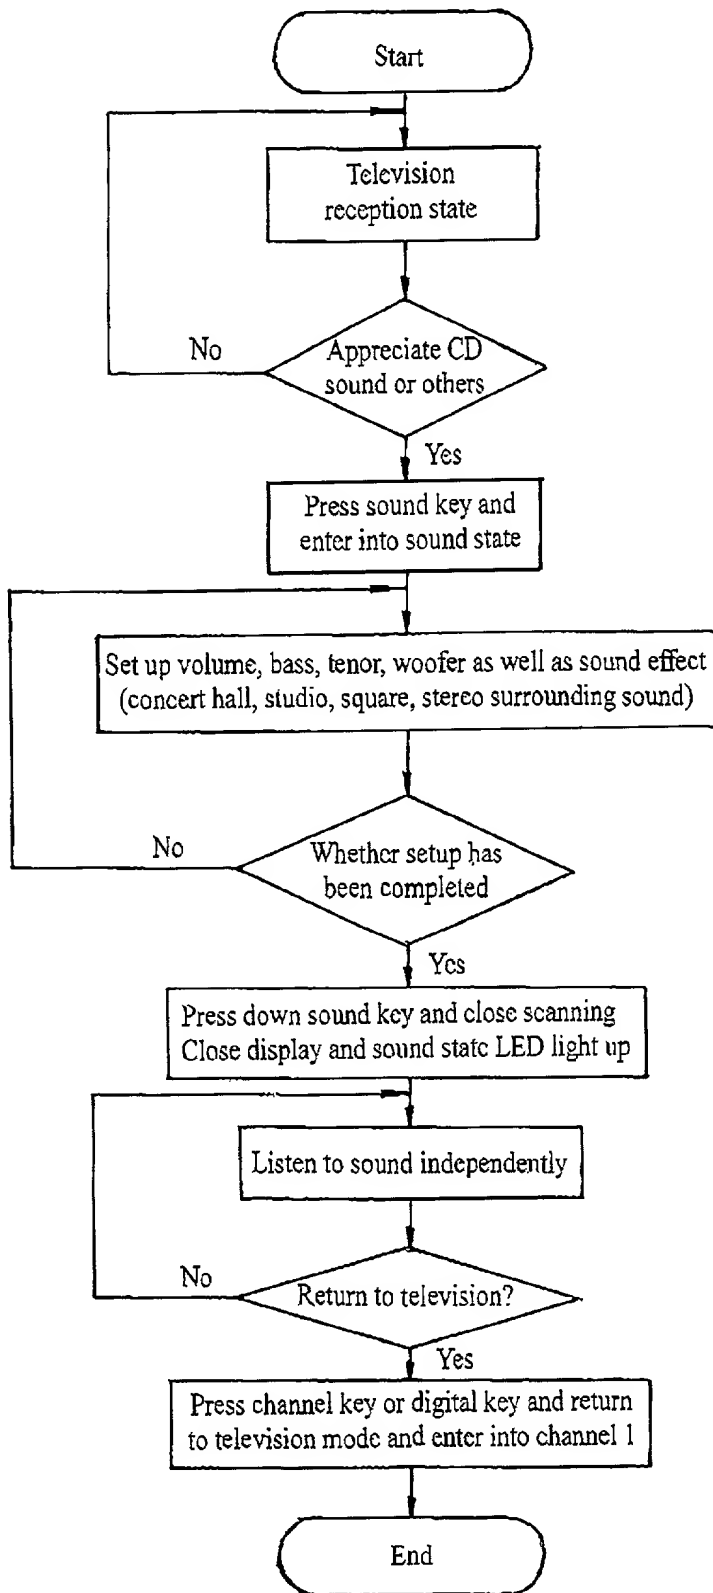 Start
Television
reception state
No
Appreciate CD
sound or others
Yes
Press sound key and
enter into sound state
Set up volume, bass, tenor, woofer as well as sound effect
(concert hall, studio, square, stereo surrounding sound)
No
Whether setup has
been completed
Yes
Press down sound key and close scanning
Close display and sound state LED light up
Listen to sound independently
No
Return to television?
Yes
Press channel key or digital key and return
to television mode and enter into channel 1
End